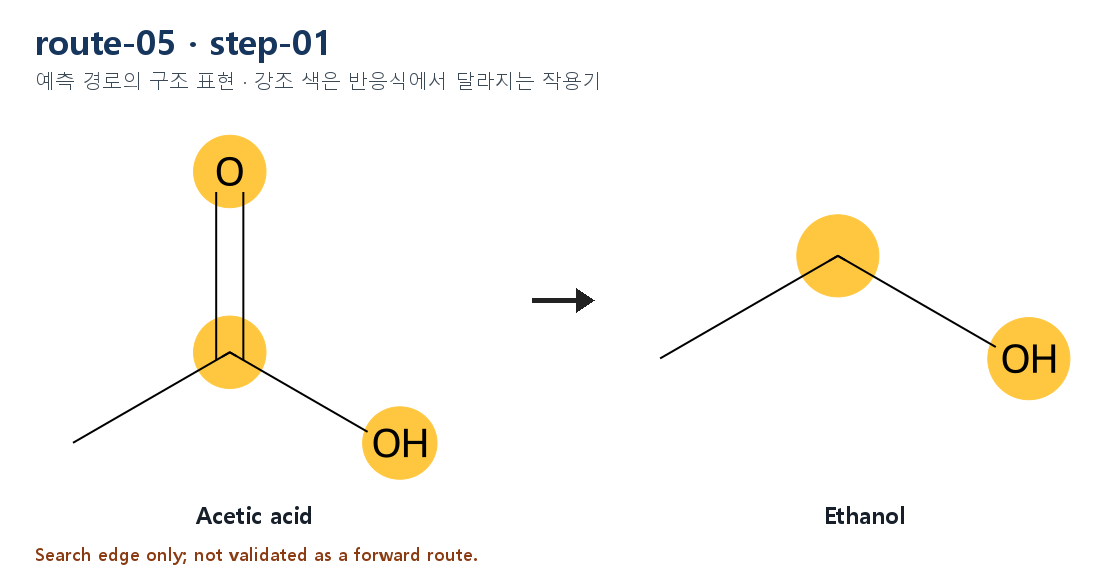 route-05 · step-01
예측 경로의 구조 표현 · 강조 색은 반응식에서 달라지는 작용기
O
OH
OH
Acetic acid
Ethanol
Search edge only; not validated as a forward route.